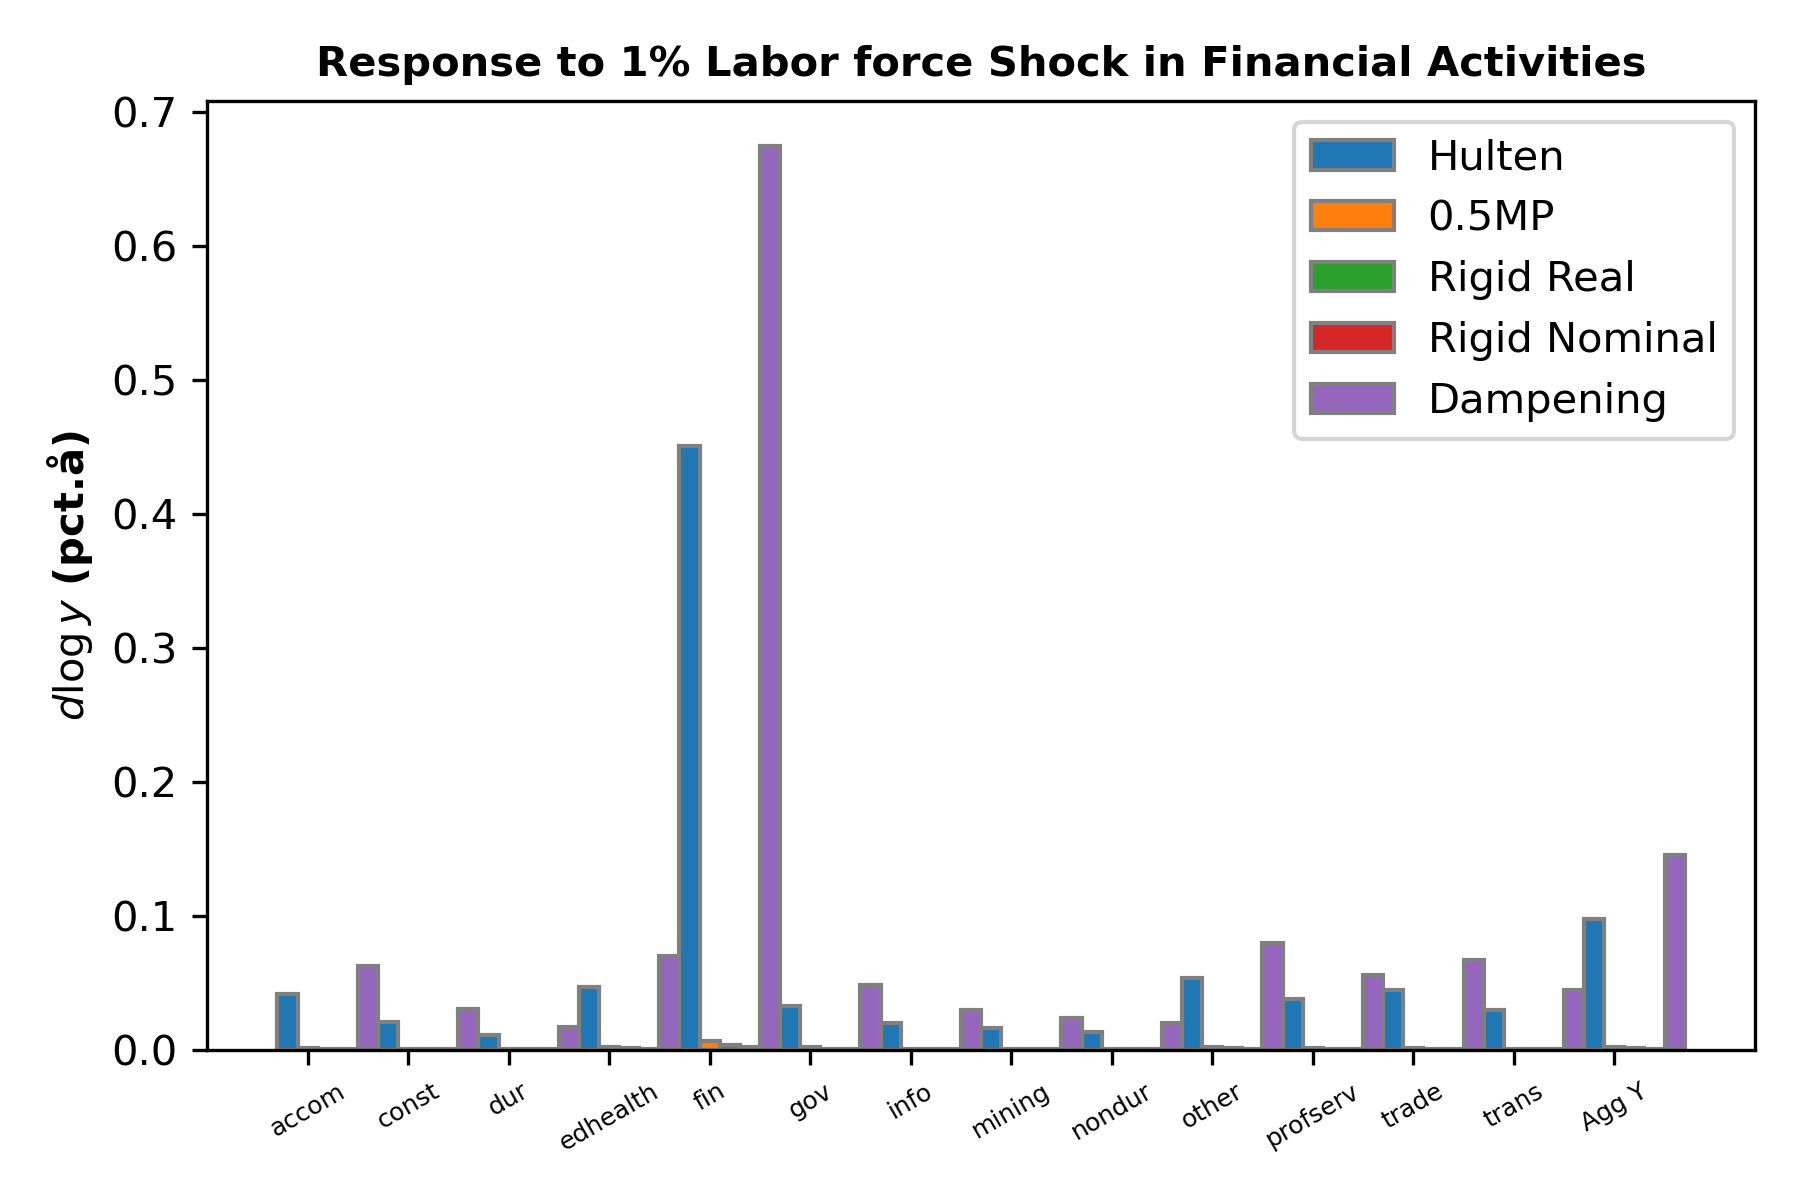 Response to 1% Labor force Shock in Financial Activities
0.7
0.6
0.5
0.4
0.3
0.2
0.1
0.0
dlog y (pct.å)
Hulten
0.5MP
Rigid Real
Rigid Nominal
Dampening
accom const dur edhealth fin gov info mining nondur other profserv trade trans Agg Y